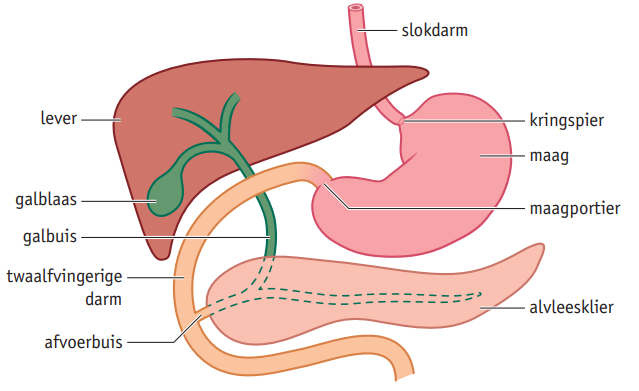 slokdarm
lever
kringspier
maag
galblaas
maagportier
galbuis
twaalfvingerige
darm
alvleesklier
afvoerbuis